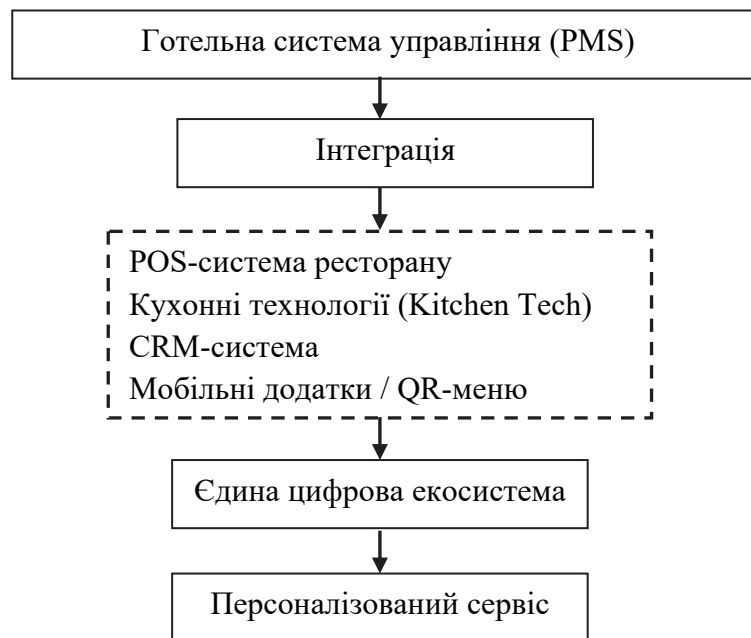 Готельна система управління (PMS)
Інтеграція
POS-система ресторану
Кухонні технології (Kitchen Tech)
CRM-система
Мобільні додатки / QR-меню
Єдина цифрова екосистема
Персоналізований сервіс